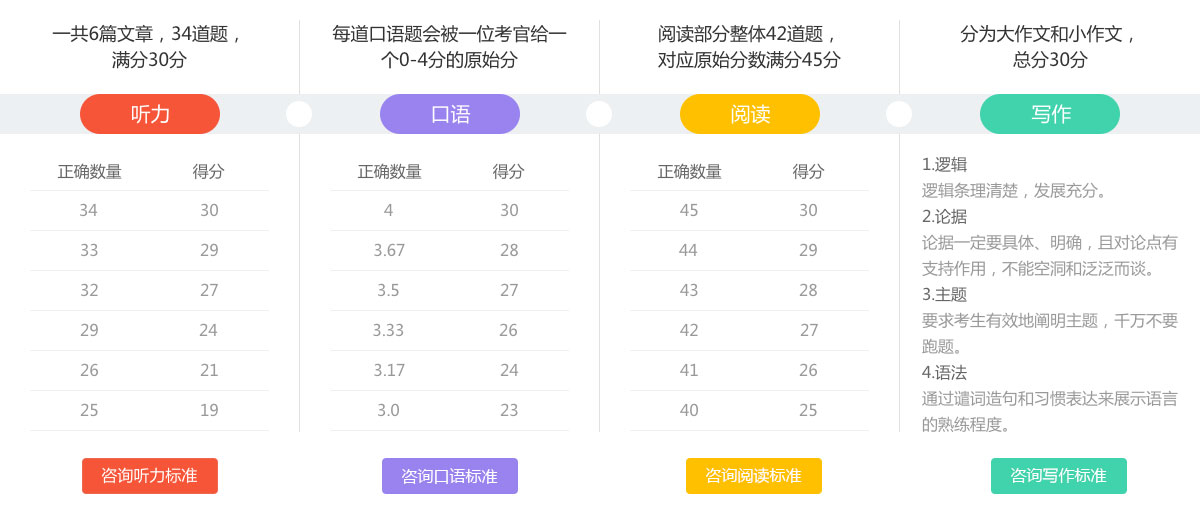 一共6篇文章，34道题，
满分30分
听力
正确数量 得分
34 30
33 29
32 27
29 24
26 21
25 19
咨询听力标准
每道口语题会被一位考官给一
个0-4分的原始分
口语
正确数量 得分
4 30
3.67 28
3.5 27
3.33 26
3.17 24
3.0 23
咨询口语标准
阅读部分整体42道题，
对应原始分数满分45分
阅读
正确数量 得分
45 30
44 29
43 28
42 27
41 26
40 25
咨询阅读标准
分为大作文和小作文，
总分30分
写作
1.逻辑
逻辑条理清楚，发展充分。
2.论据
论据一定要具体、明确，且对论点有
支持作用，不能空洞和泛泛而谈。
3.主题
要求考生有效地阐明主题，千万不要
跑题。
4.语法
通过谴词造句和习惯表达来展示语言
的熟练程度。
咨询写作标准